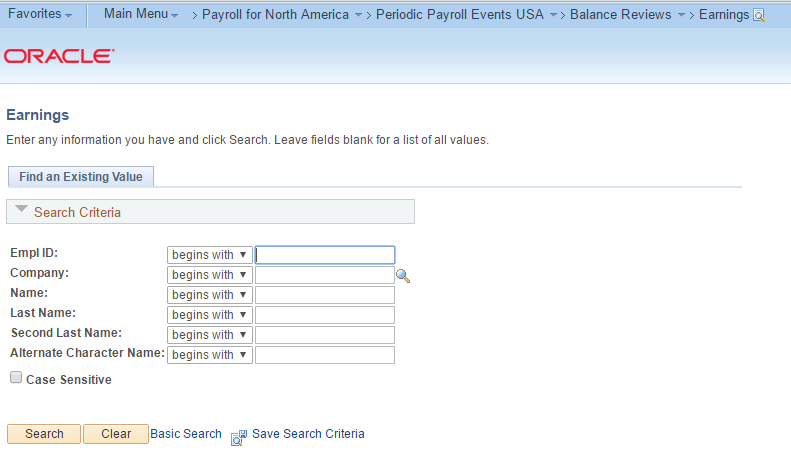 Favorites Main Menu > Payroll for North America > Periodic Payroll Events USA > Balance Reviews > Earnings
ORACLE
Earnings
Enter any information you have and click Search. Leave fields blank for a list of all values.
Find an Existing Value
Search Criteria
Empl ID: begins with
Company: begins with
Name: begins with
Last Name: begins with
Second Last Name: begins with
Alternate Character Name: begins with
Case Sensitive
Search Clear Basic Search Save Search Criteria